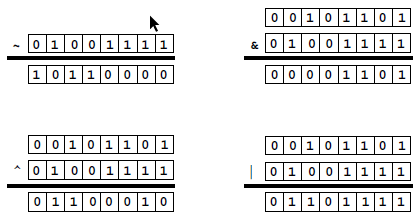 ~ 0 1 0 0 1 1 1 1
1 0 1 1 0 0 0 0
0 0 1 0 1 1 0 1
& 0 1 0 0 1 1 1 1
0 0 0 0 1 1 0 1
0 0 1 0 1 1 0 1
^ 0 1 0 0 1 1 1 1
0 1 1 0 0 0 1 0
0 0 1 0 1 1 0 1
| 0 1 0 0 1 1 1 1
0 1 1 0 1 1 1 1